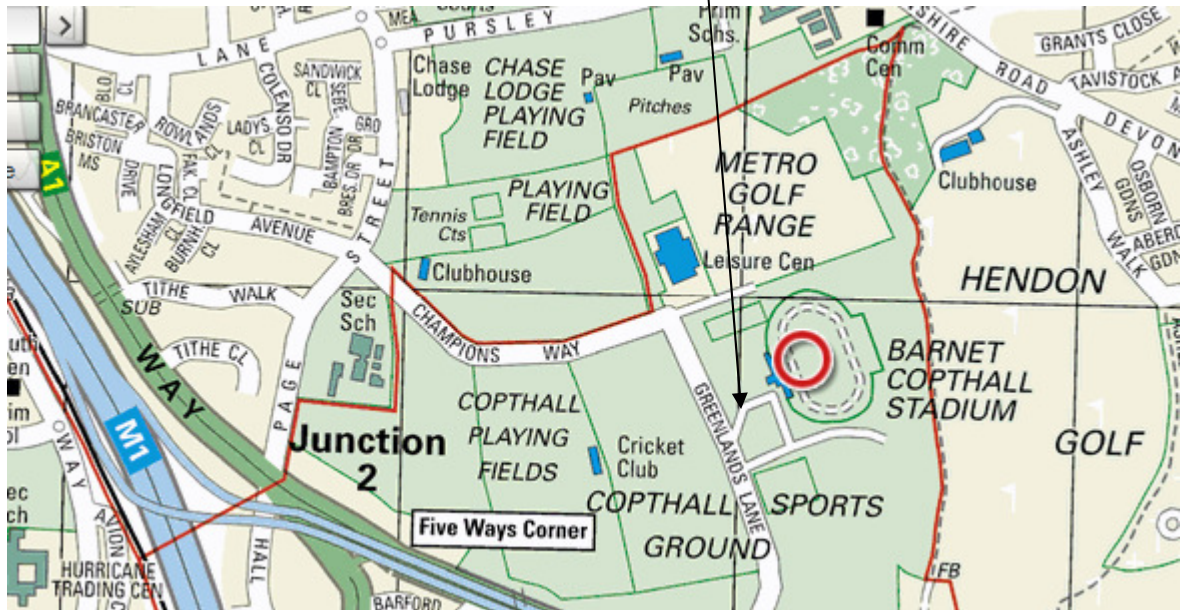 MEA
COURTS
PURSLEY
LANE
COLENSO DR
SANDWICK
CL
BRANCASTER
ROWLANDS
CL
LADYS
CL
BRISTON
MS
DRIVE
LONGFIELD
AVENUE
FAK. CL
BAMPTON
DR
BRES. DR
GRO
AYLESHAM
CL
BURNH.
CL
A1
STREET
Chase
Lodge
CHASE
LODGE
PLAYING
FIELD
Pav
Prim
Schs.
Pav
Pitches
Comm
Cen
SHIRE
ROAD
GRANTS CLOSE
TAVISTOCK
DEVON
ASHLEY
WALK
OSBORN
GDNS
ABERD
GDN
Clubhouse
METRO
GOLF
RANGE
Leisure Cen
PLAYING
FIELD
Tennis
Cts
Clubhouse
TITHE WALK
SUB
TITHE CL
Sec
Sch
CHAMPIONS WAY
PAGE
WAY
M1
WAY
Junction
2
COPTHALL
PLAYING
FIELDS
Cricket
Club
GREENLANDS LANE
HENDON
BARNET
COPTHALL
STADIUM
GOLF
COPTHALL SPORTS
GROUND
Five Ways Corner
AVION
HALL
HURRICANE
TRADING CEN
BARFORD
FB